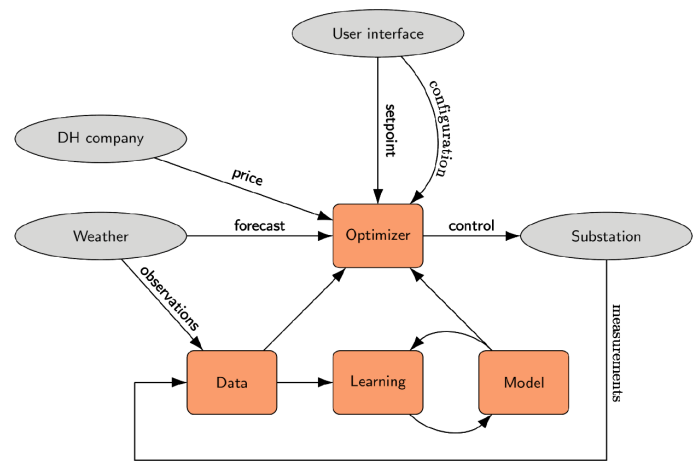 User interface
setpoint
configuration
DH company
price
Weather
forecast
Optimizer
control
Substation
observations
measurements
Data
Learning
Model